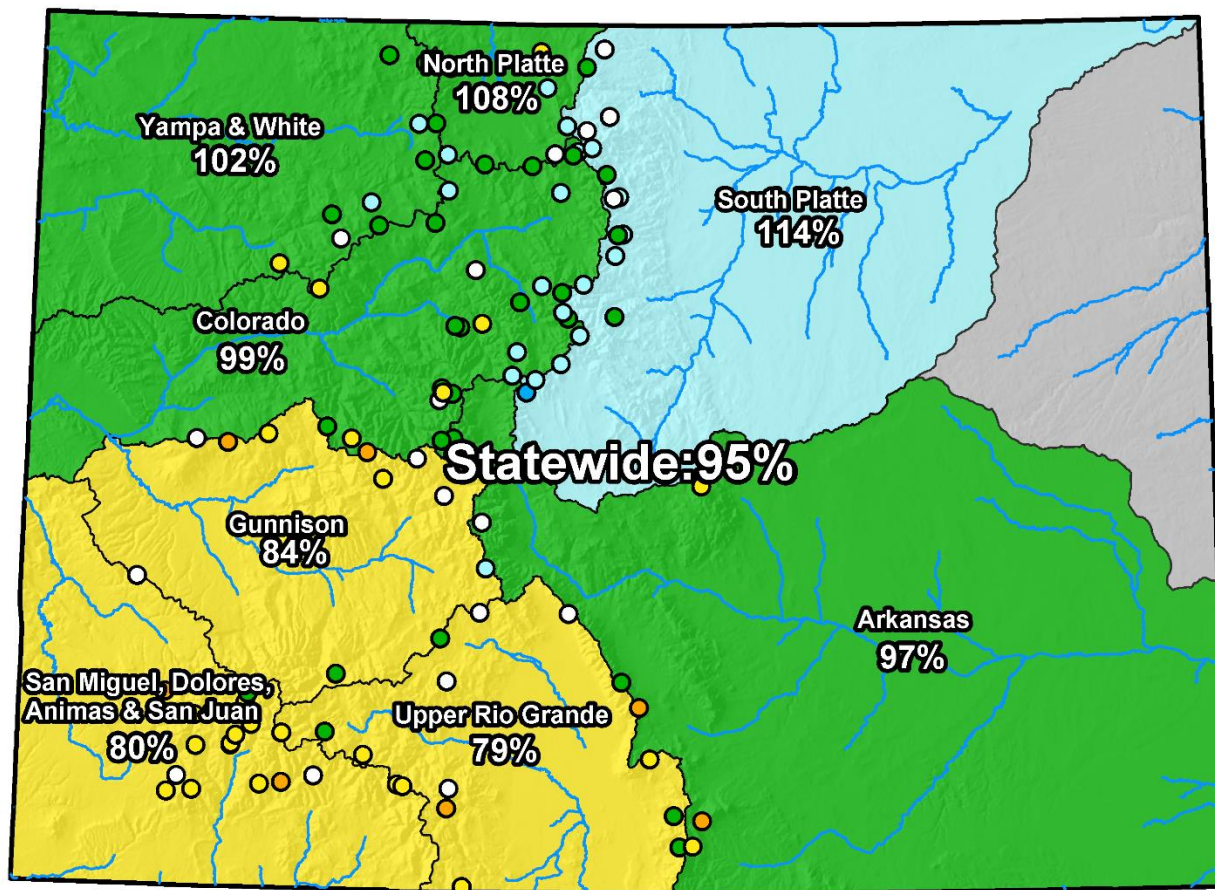 North Platte
108%
Yampa & White
102%
South Platte
114%
Colorado
99%
Statewide:95%
Gunnison
84%
Arkansas
97%
San Miguel, Dolores,
Animas & San Juan
80%
Upper Rio Grande
79%